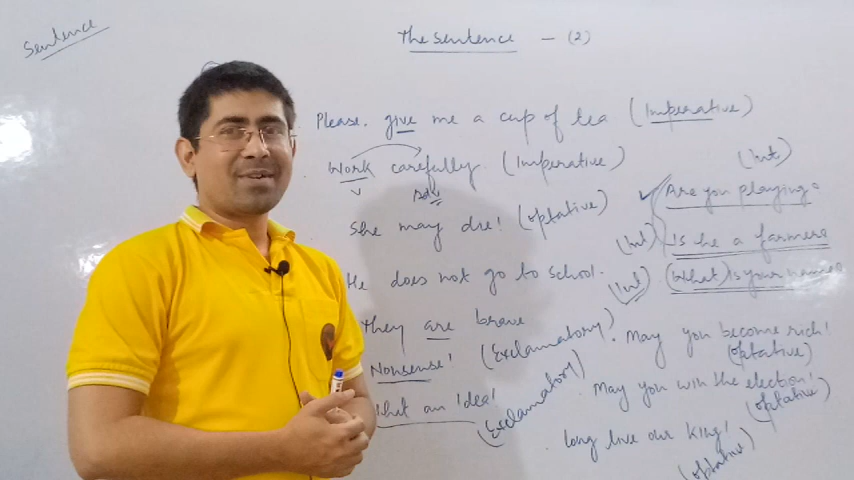 Sentence
The Sentence - (2)
Please. give me a cup of tea (Imperative)
Work carefully. (Imperative)
V
Adv
She may die! (optative)
He does not go to school.
They are brave
Nonsense! (Exclamatory)
What an Idea! (Exclamatory)
(Int)
Are you playing?
(Int) Is he a farmer?
(Int) (What) is your name?
. May you become rich!
(optative)
. May you win the election!
(optative)
. Long live our King!
(optative)